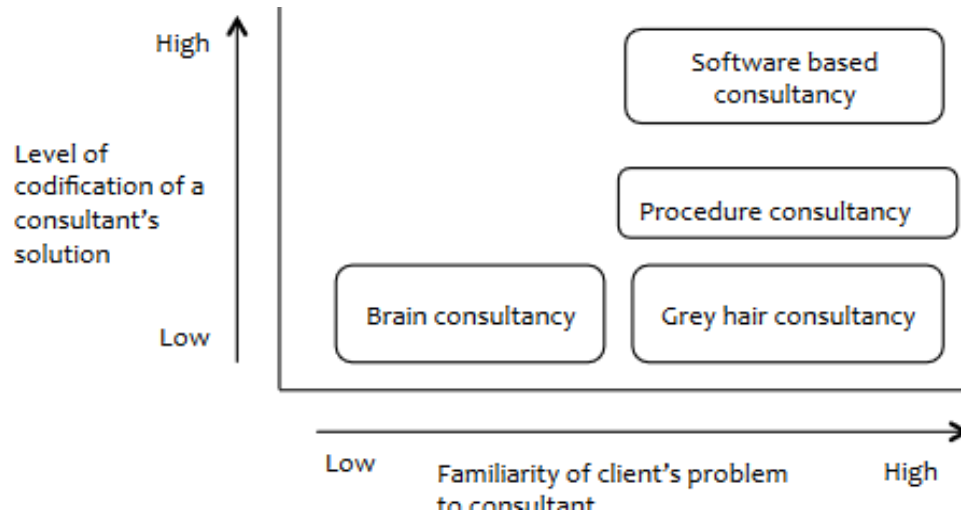 High
Software based
consultancy
Level of
codification of a
consultant's
solution
Procedure consultancy
Brain consultancy
Grey hair consultancy
Low
Low
Familiarity of client's problem
to consultant
High